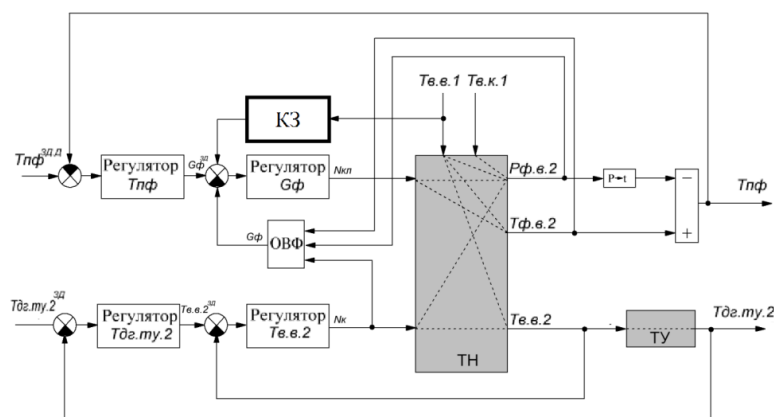 Тв.в.1 Тв.к.1
КЗ
Тпф зд.д
Регулятор
Тпф
Gф зд
Регулятор
Gф
Nкл
Рф.в.2
P→t
−
Тпф
Gф
ОВФ
Тф.в.2
+
Тдг.ту.2 зд
Регулятор
Тдг.ту.2
Тв.в.2 зд
Регулятор
Тв.в.2
Nк
Тв.в.2
Тдг.ту.2
ТН
ТУ